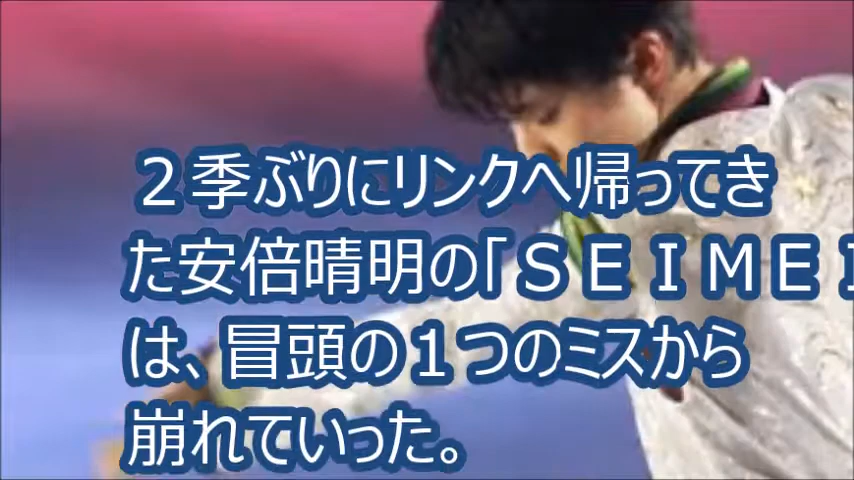 ２季ぶりにリンクへ帰ってき
た安倍晴明の「ＳＥＩＭＥＩ
は、冒頭の１つのミスから
崩れていった。